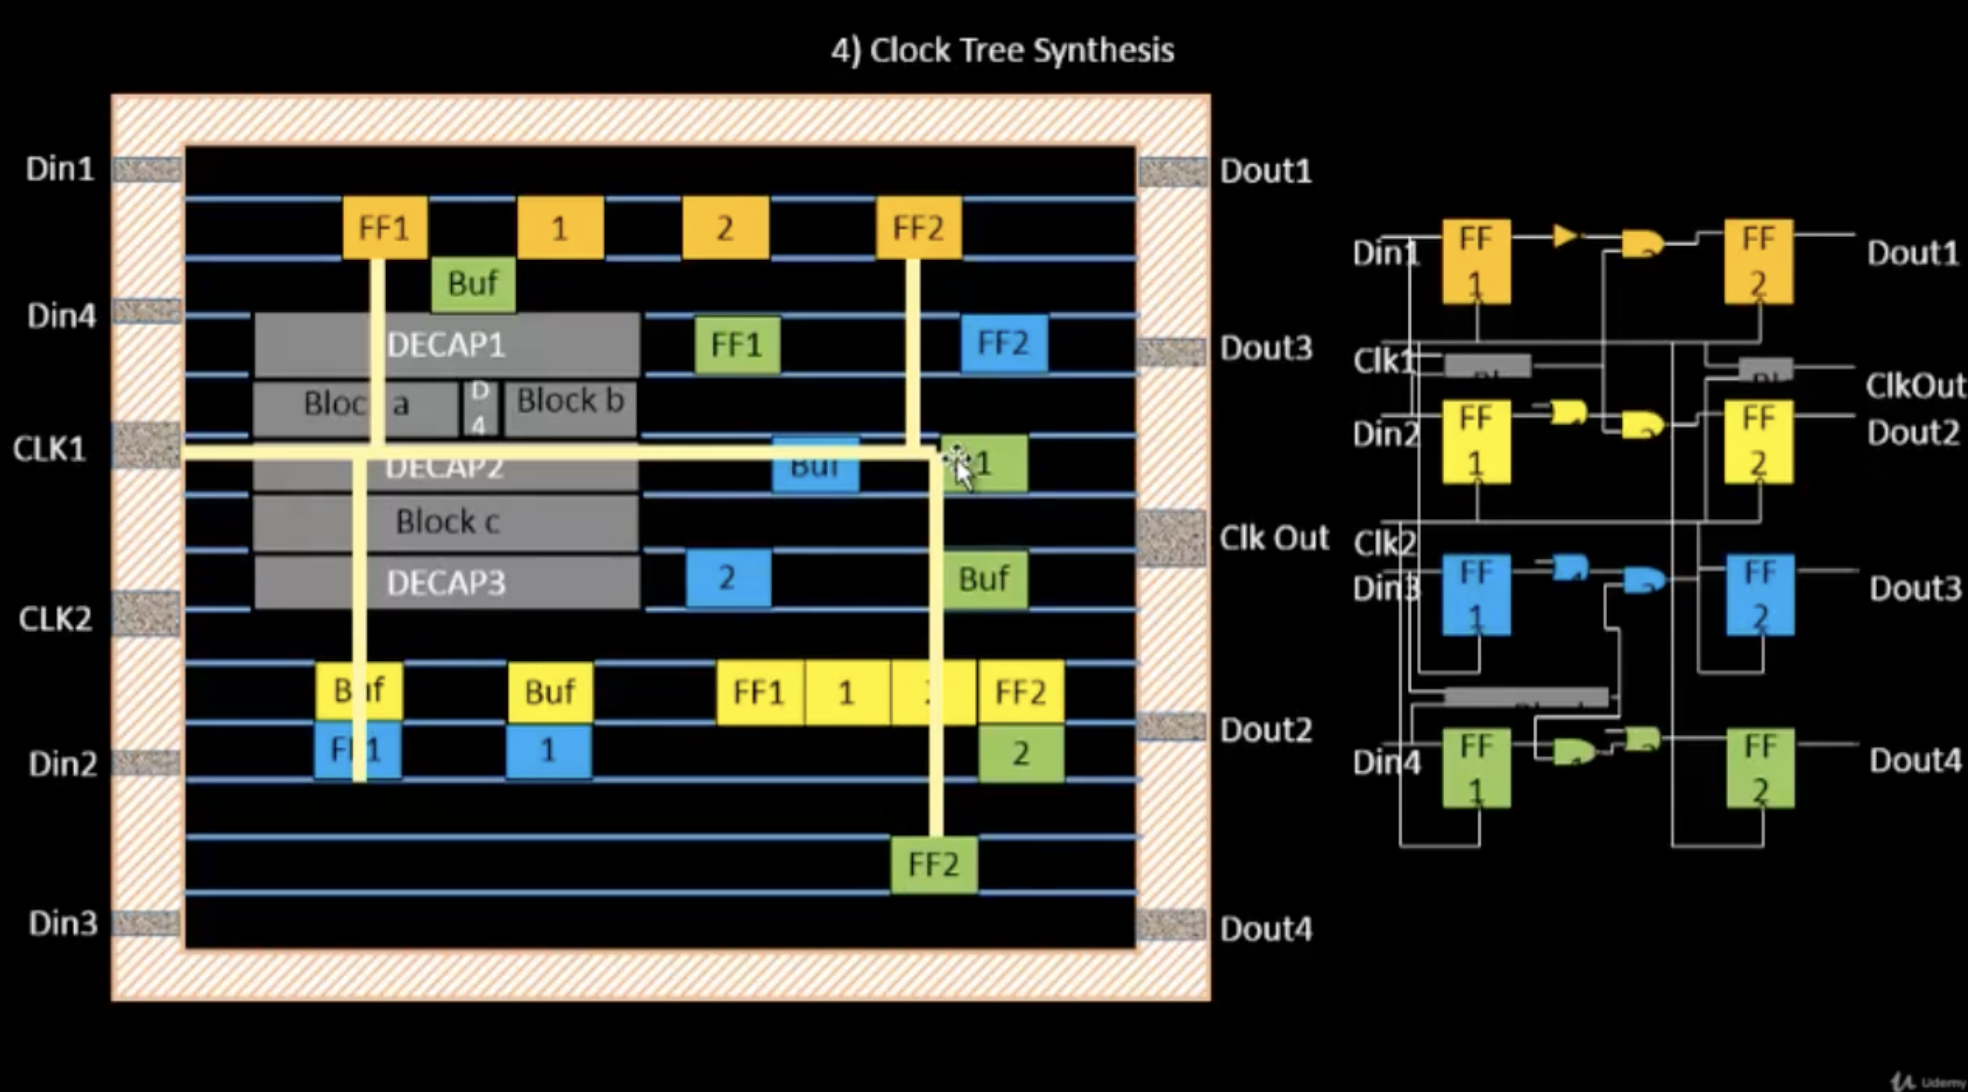 4) Clock Tree Synthesis
Din1
Dout1
FF1
1
2
FF2
Buf
Din4
DECAP1
FF1
FF2
Dout3
Bloc a
D
4
Block b
CLK1
DECAP2
Buf
1
Block c
Clk Out
DECAP3
2
Buf
CLK2
Buf
Buf
FF1
1
FF2
Din2
FF1
1
2
Dout2
FF2
Din3
Dout4
Din1
FF
1
2
FF
2
Dout1
Clk1
ClkOut
Din2
FF
1
FF
2
Dout2
Clk2
Din3
FF
1
FF
2
Dout3
Din4
FF
1
FF
2
Dout4
Udemy